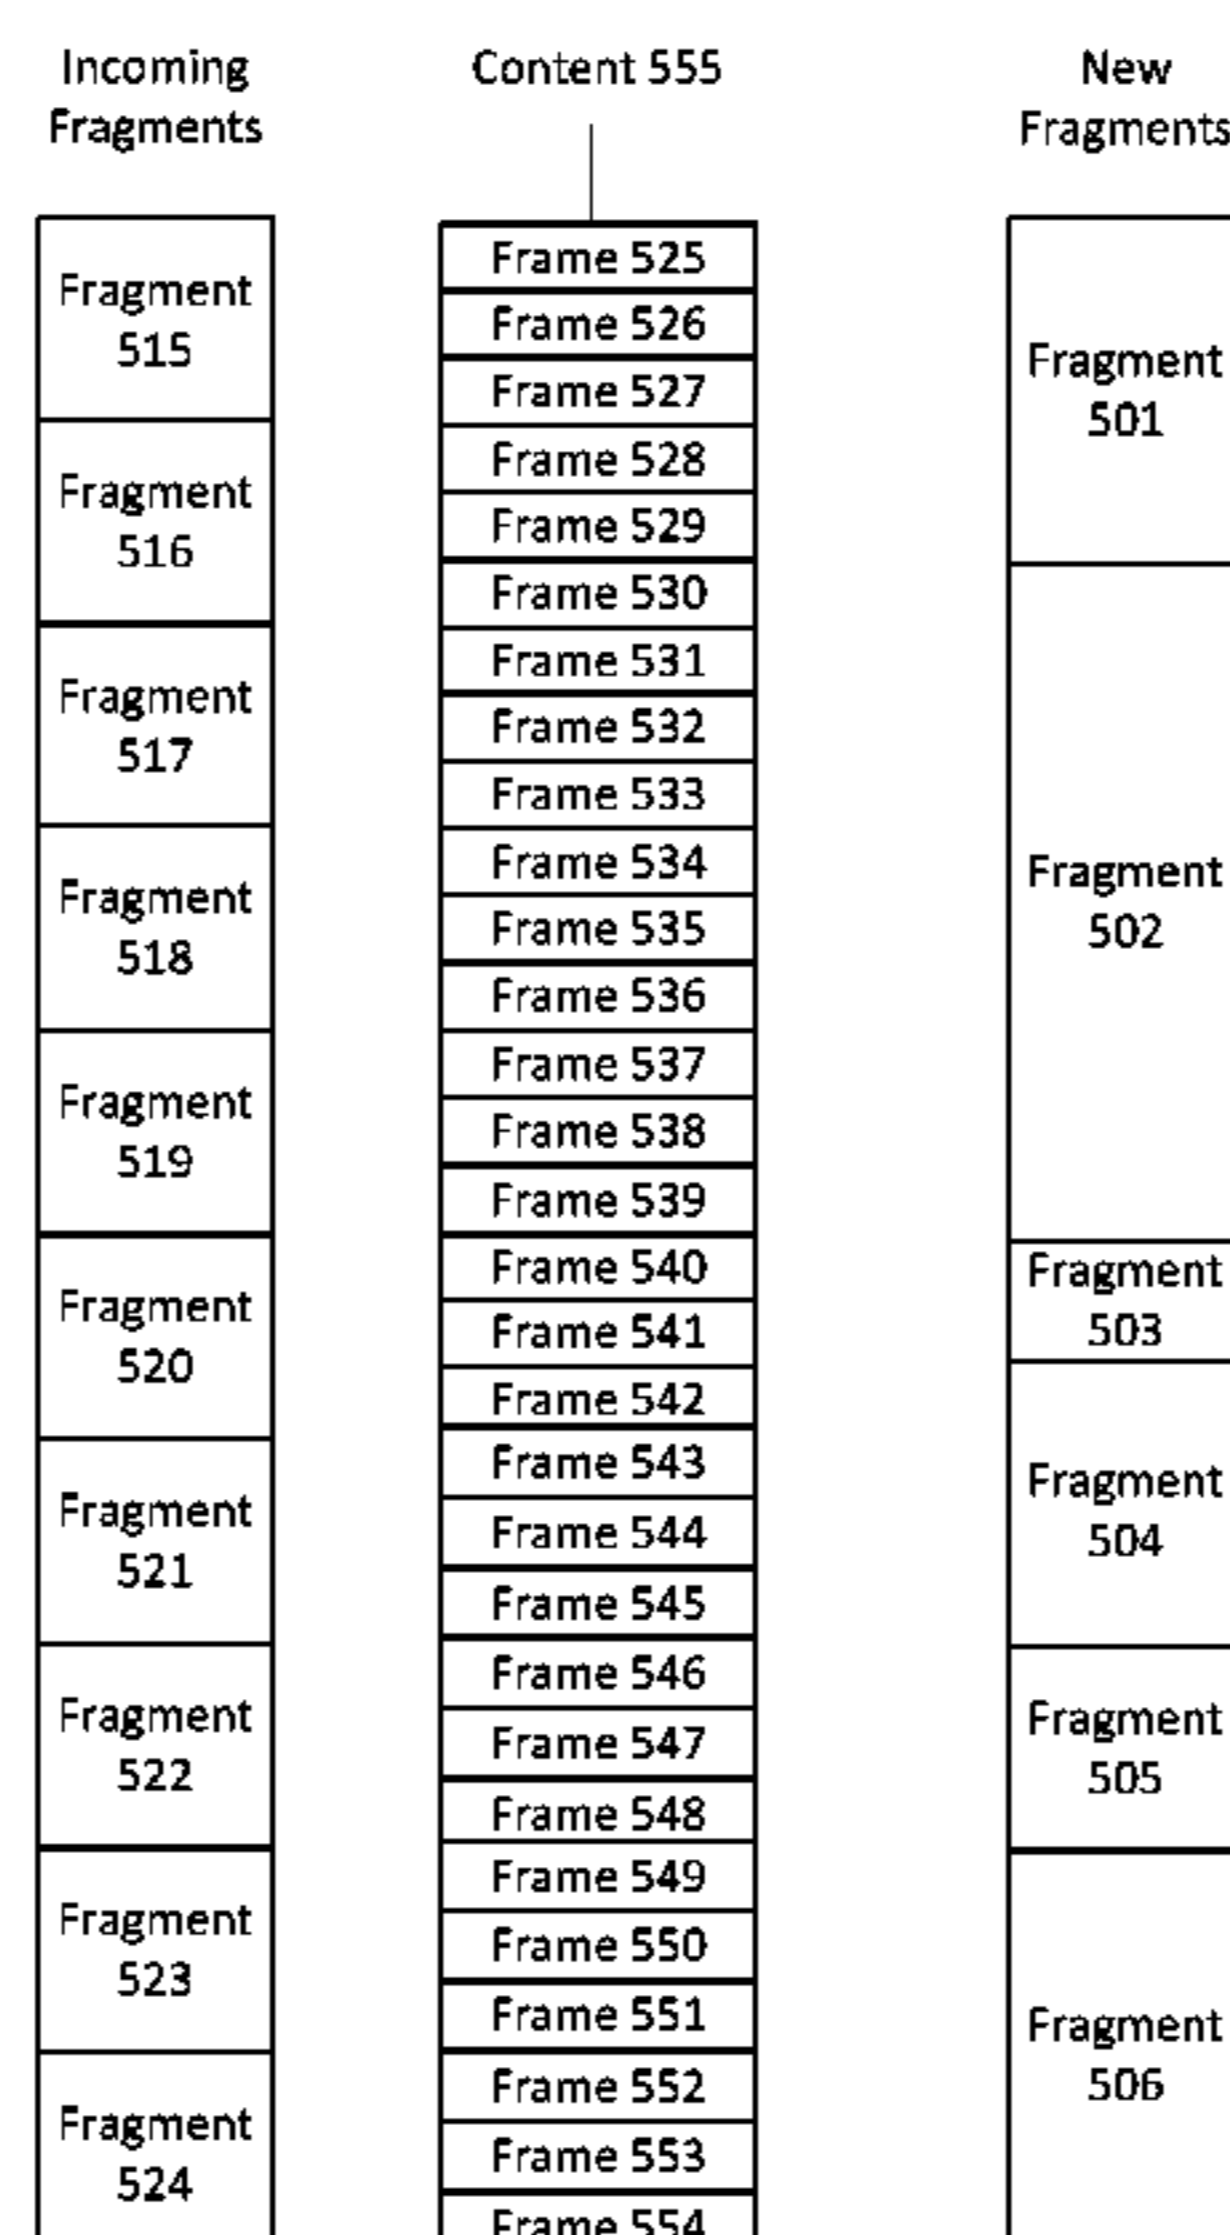 Incoming
Fragments
Fragment
515
Fragment
516
Fragment
517
Fragment
518
Fragment
519
Fragment
520
Fragment
521
Fragment
522
Fragment
523
Fragment
524
Content 555
Frame 525
Frame 526
Frame 527
Frame 528
Frame 529
Frame 530
Frame 531
Frame 532
Frame 533
Frame 534
Frame 535
Frame 536
Frame 537
Frame 538
Frame 539
Frame 540
Frame 541
Frame 542
Frame 543
Frame 544
Frame 545
Frame 546
Frame 547
Frame 548
Frame 549
Frame 550
Frame 551
Frame 552
Frame 553
Frame 554
New
Fragments
Fragment
501
Fragment
502
Fragment
503
Fragment
504
Fragment
505
Fragment
506